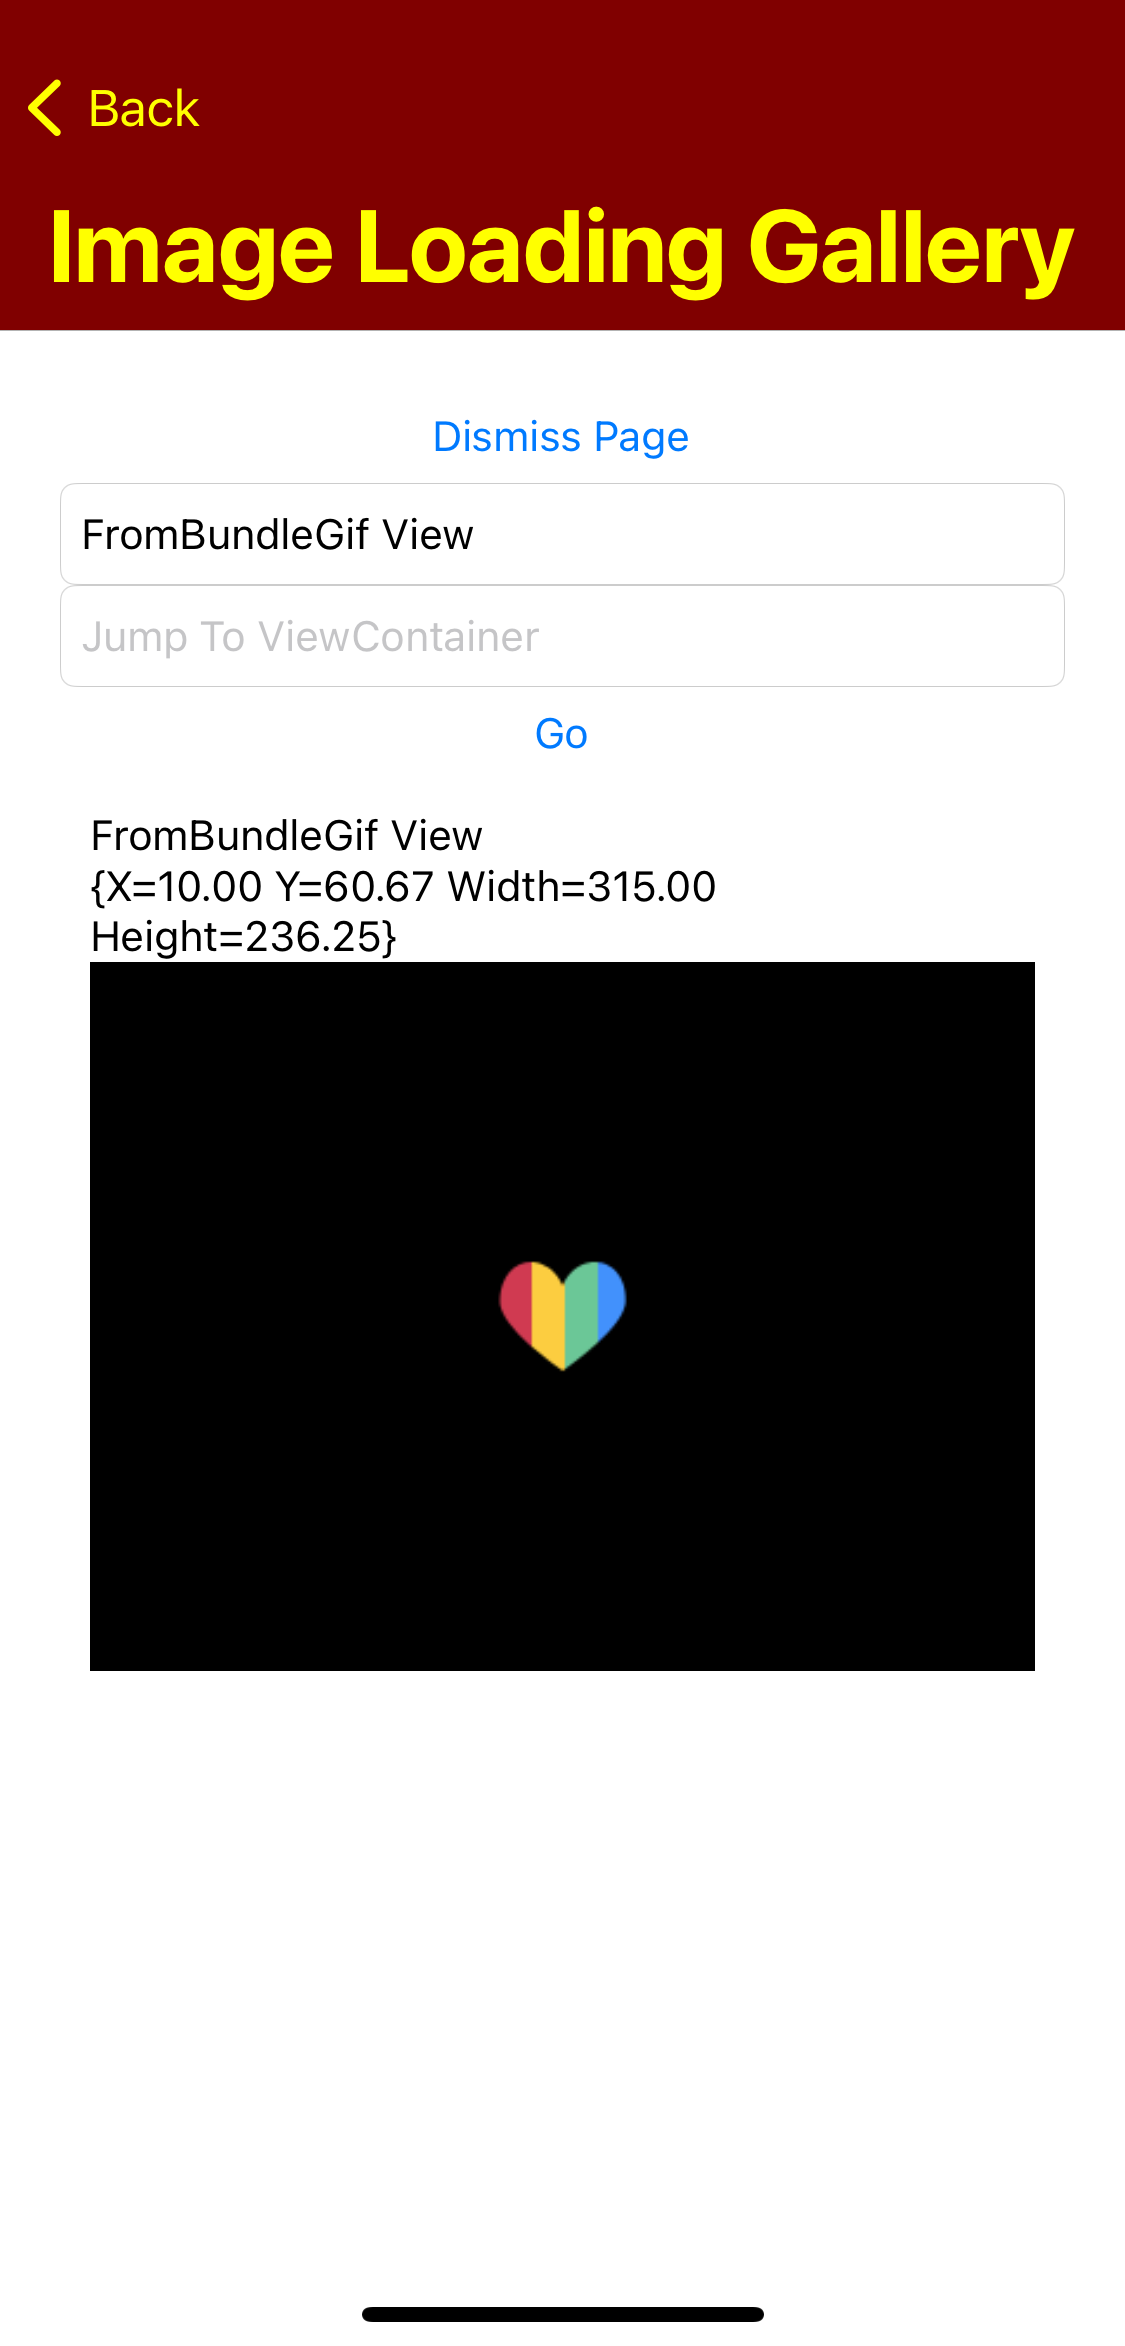 Back
Image Loading Gallery
Dismiss Page
FromBundleGif View
Jump To ViewContainer
Go
FromBundleGif View
{X=10.00 Y=60.67 Width=315.00
Height=236.25}